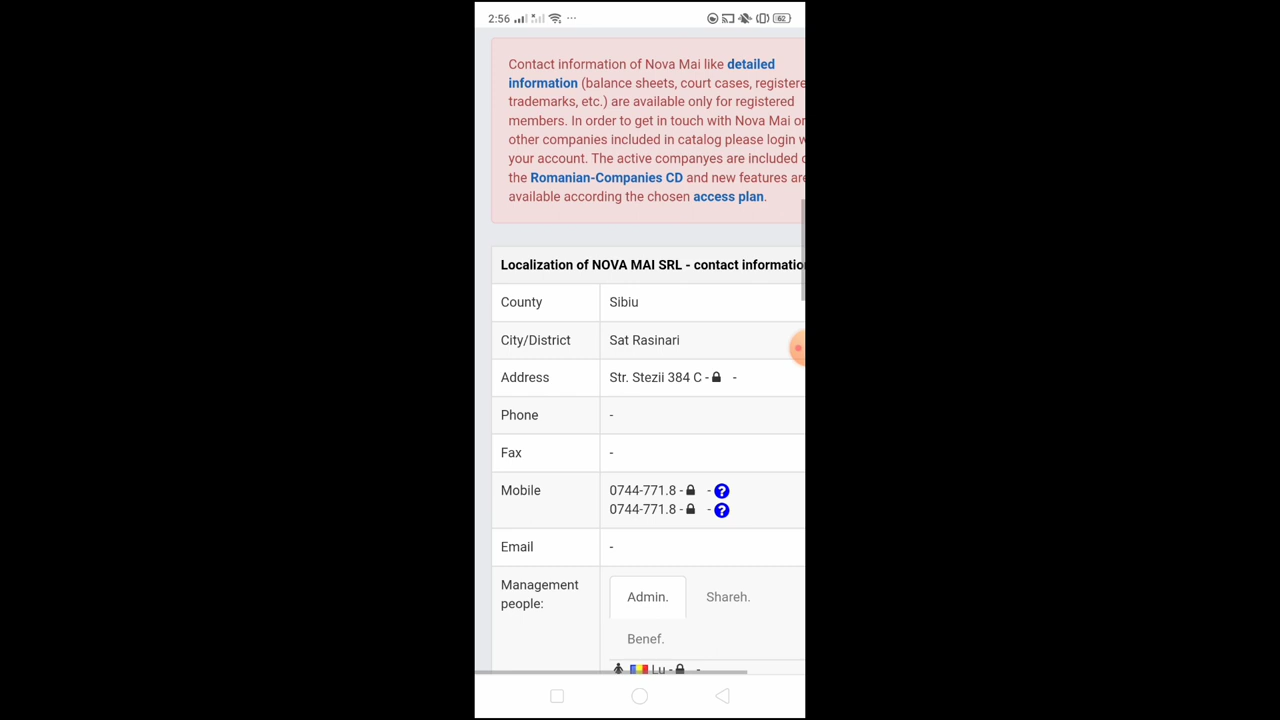 2:56 ... 62
Contact information of Nova Mai like detailed
information (balance sheets, court cases, registere
trademarks, etc.) are available only for registered
members. In order to get in touch with Nova Mai or
other companies included in catalog please login w
your account. The active companyes are included o
the Romanian-Companies CD and new features are
available according the chosen access plan.
Localization of NOVA MAI SRL - contact informatio
County Sibiu
City/District Sat Rasinari
Address Str. Stezii 384 C - -
Phone -
Fax -
Mobile 0744-771.8 - - ?
0744-771.8 - - ?
Email -
Management
people:
Admin. Shareh.
Benef.
Lu - -